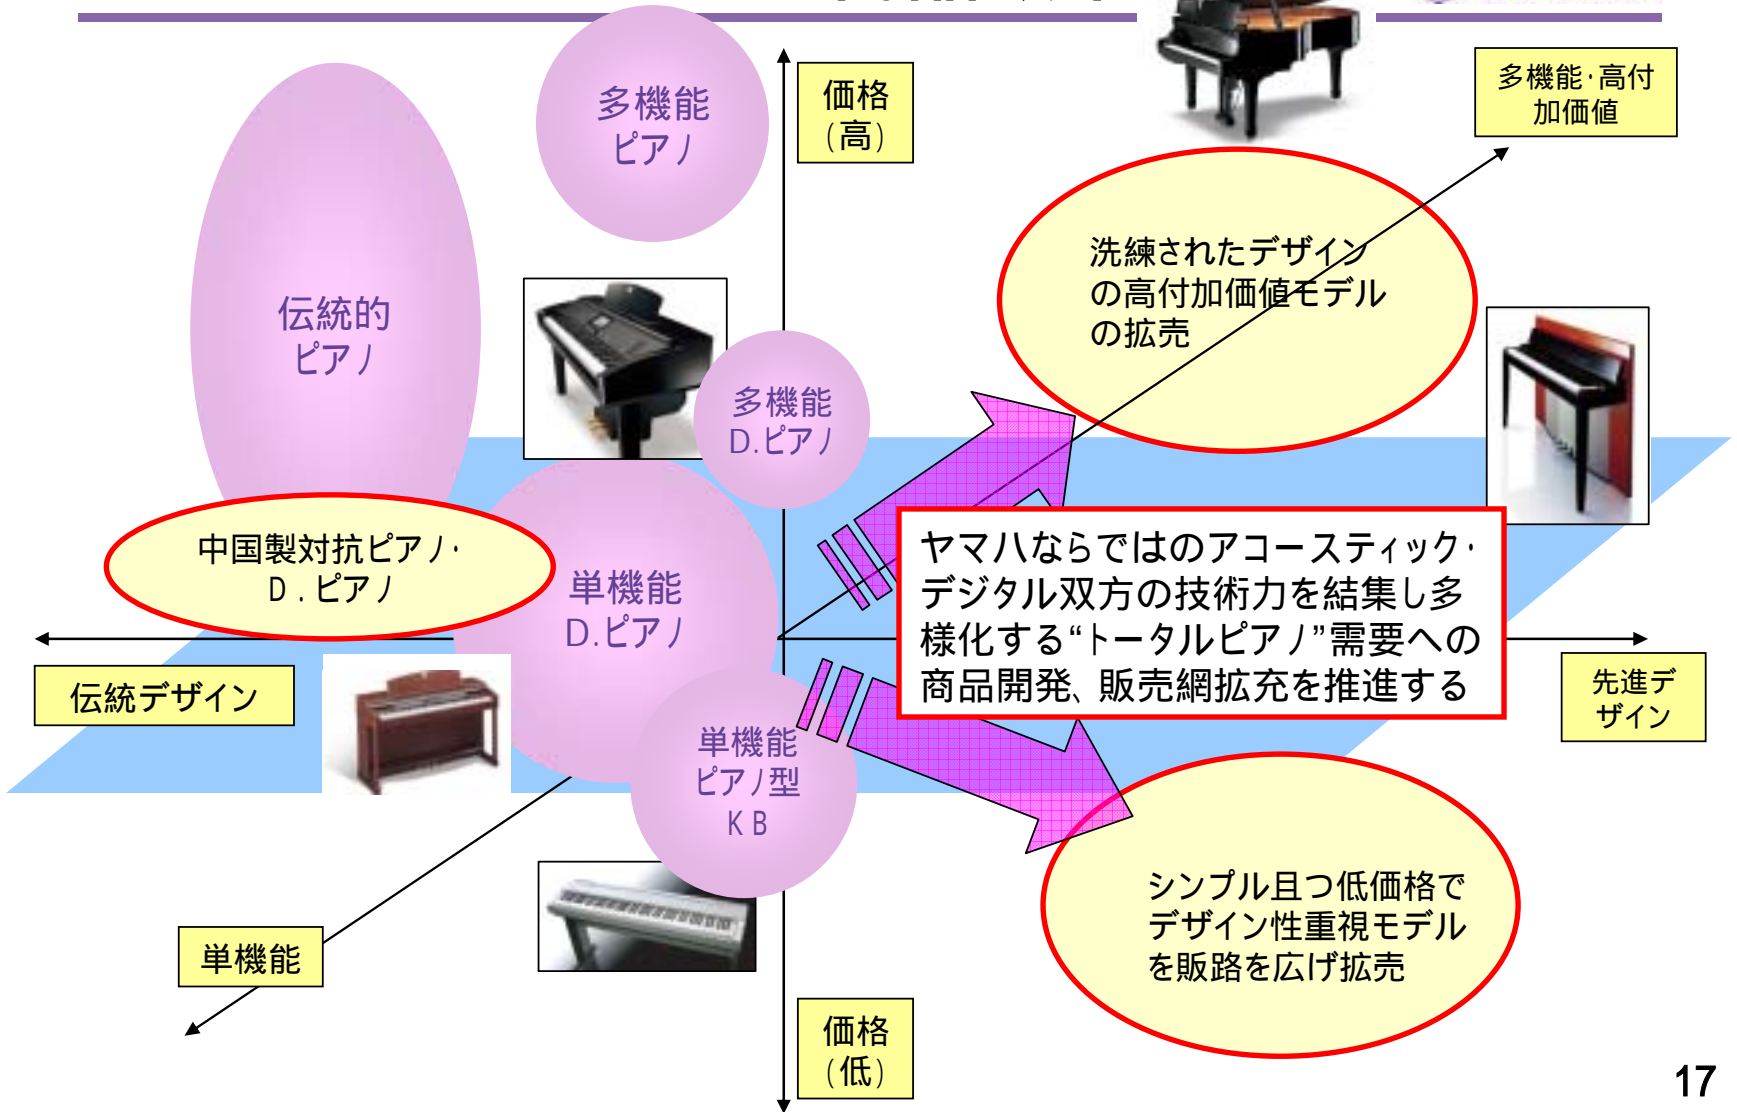 多機能
ピアノ
価格
(高)
多機能・高付
加価値
伝統的
ピアノ
洗練されたデザイン
の高付加価値モデル
の拡売
多機能
D.ピアノ
中国製対抗ピアノ・
D．ピアノ
単機能
D.ピアノ
ヤマハならではのアコースティック・
デジタル双方の技術力を結集し多
様化する“トータルピアノ”需要への
商品開発、販売網拡充を推進する
伝統デザイン
先進デ
ザイン
単機能
ピアノ型
ＫＢ
シンプル且つ低価格で
デザイン性重視モデル
を販路を広げ拡売
単機能
価格
(低)
17